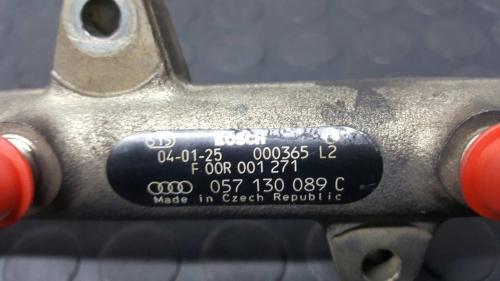 BOSCH
04-01-25 000365 L2
F 00R 001 271
057 130 089 C
Made in Czech Republic